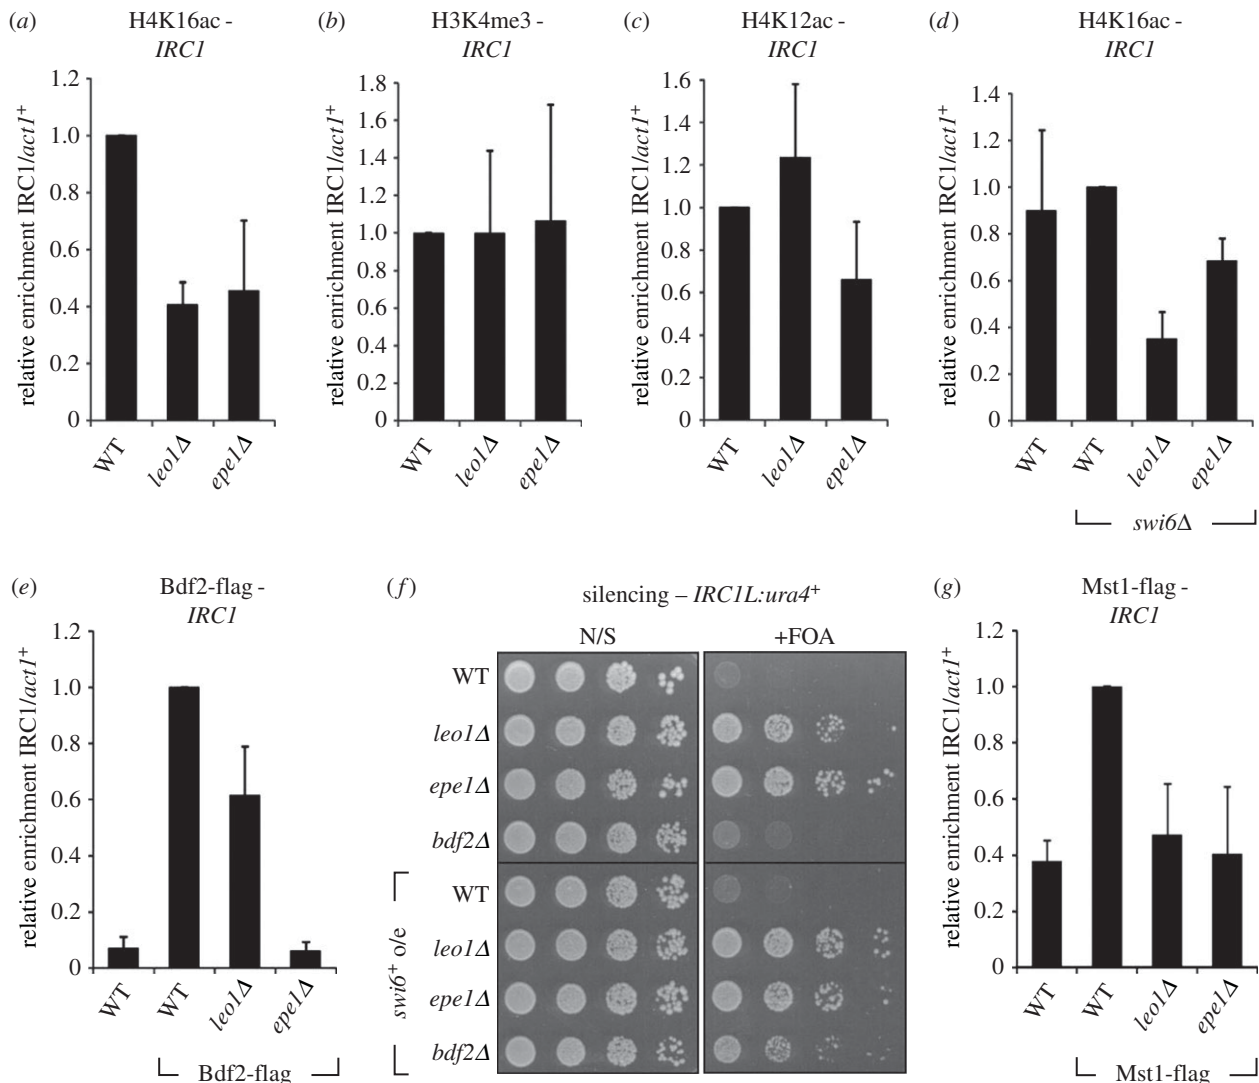 (a)
H4K16ac -
IRC1
relative enrichment IRC1/act1+
1.2
1.0
0.8
0.6
0.4
0.2
0
WT
leo1Δ
epe1Δ
(b)
H3K4me3 -
IRC1
relative enrichment IRC1/act1+
1.8
1.6
1.4
1.2
1.0
0.8
0.6
0.4
0.2
0
WT
leo1Δ
epe1Δ
(c)
H4K12ac -
IRC1
relative enrichment IRC1/act1+
1.6
1.4
1.2
1.0
0.8
0.6
0.4
0.2
0
WT
leo1Δ
epe1Δ
(d)
H4K16ac -
IRC1
relative enrichment IRC1/act1+
1.4
1.2
1.0
0.8
0.6
0.4
0.2
0
WT
WT
leo1Δ
epe1Δ
swi6Δ
(e)
Bdf2-flag -
IRC1
relative enrichment IRC1/act1+
1.2
1.0
0.8
0.6
0.4
0.2
0
WT
WT
leo1Δ
epe1Δ
Bdf2-flag
(f)
silencing – IRC1L:ura4+
N/S
+FOA
WT
leo1Δ
epe1Δ
bdf2Δ
swi6+ o/e
WT
leo1Δ
epe1Δ
bdf2Δ
(g)
Mst1-flag -
IRC1
relative enrichment IRC1/act1+
1.2
1.0
0.8
0.6
0.4
0.2
0
WT
WT
leo1Δ
epe1Δ
Mst1-flag